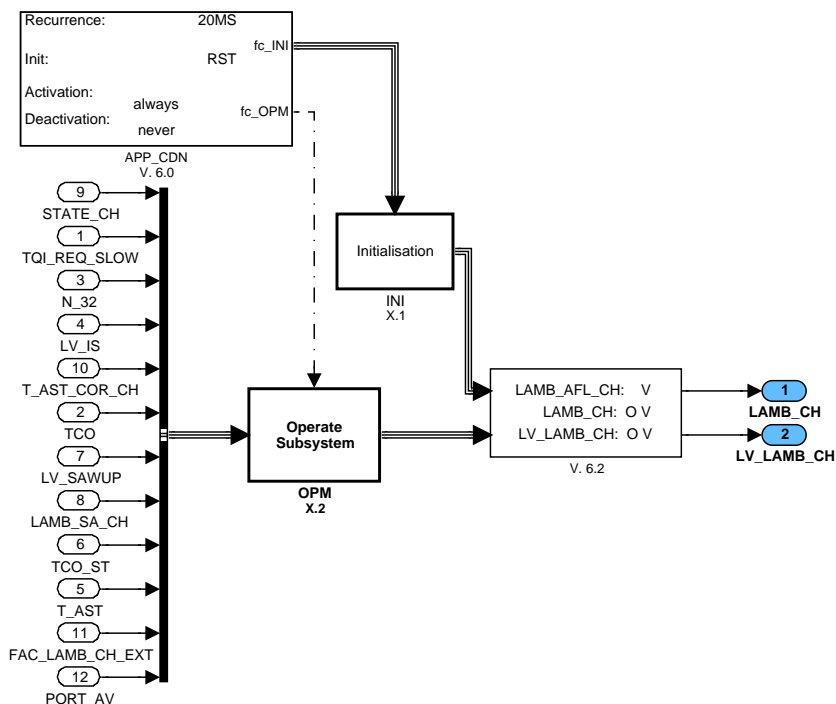 Recurrence: 20MS
fc_INI
Init: RST
Activation:
always
fc_OPM
Deactivation:
never
APP_CDN
V. 6.0
9
STATE_CH
1
TQI_REQ_SLOW
3
N_32
4
LV_IS
10
T_AST_COR_CH
2
TCO
7
LV_SAWUP
8
LAMB_SA_CH
6
TCO_ST
5
T_AST
11
FAC_LAMB_CH_EXT
12
PORT_AV
Initialisation
INI
X.1
Operate
Subsystem
OPM
X.2
LAMB_AFL_CH: V
LAMB_CH: O V
LV_LAMB_CH: O V
V. 6.2
1
LAMB_CH
2
LV_LAMB_CH